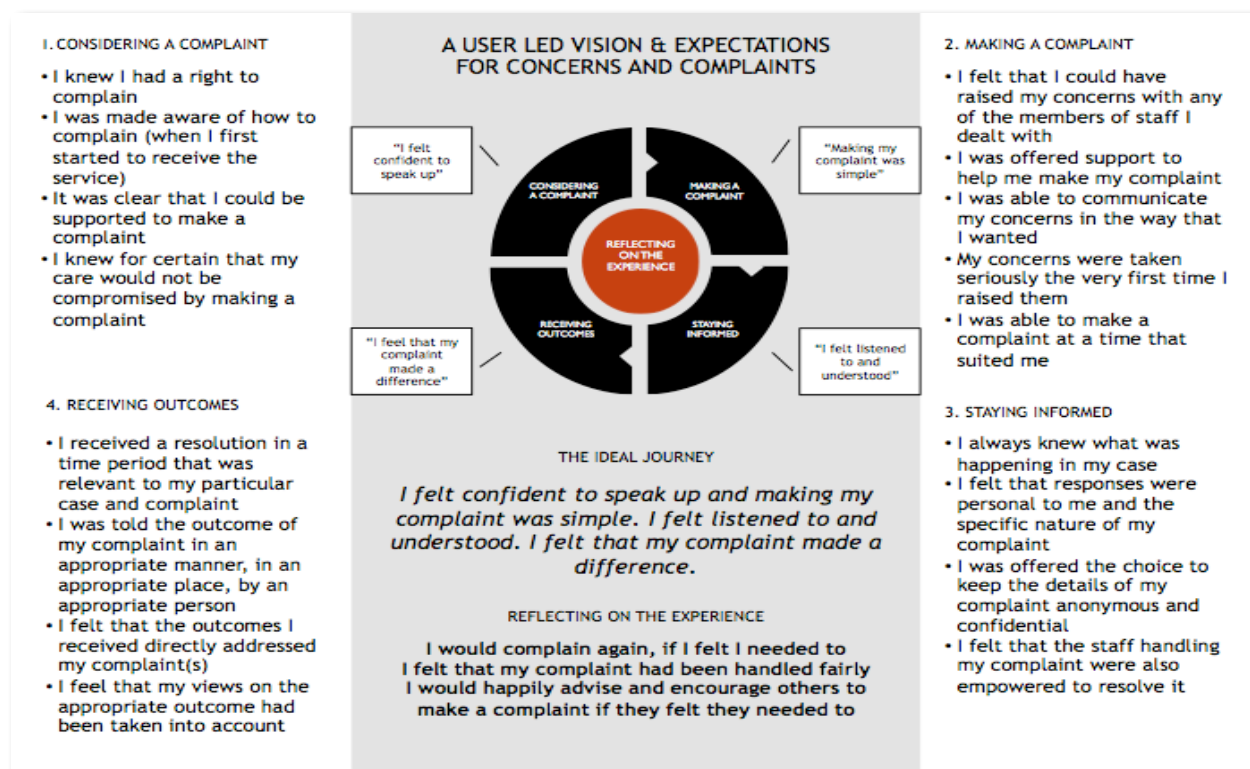 A USER LED VISION & EXPECTATIONS
FOR CONCERNS AND COMPLAINTS
1. CONSIDERING A COMPLAINT
• I knew I had a right to
complain
• I was made aware of how to
complain (when I first
started to receive the
service)
• It was clear that I could be
supported to make a
complaint
• I knew for certain that my
care would not be
compromised by making a
complaint
"I felt
confident to
speak up"
"Making my
complaint was
simple"
CONSIDERING
A COMPLAINT
MAKING A
COMPLAINT
REFLECTING
ON THE
EXPERIENCE
RECEIVING
OUTCOMES
STAYING
INFORMED
"I feel that my
complaint
made a
difference"
"I felt listened
to and
understood"
2. MAKING A COMPLAINT
• I felt that I could have
raised my concerns with any
of the members of staff I
dealt with
• I was offered support to
help me make my complaint
• I was able to communicate
my concerns in the way that
I wanted
• My concerns were taken
seriously the very first time I
raised them
• I was able to make a
complaint at a time that
suited me
3. STAYING INFORMED
• I always knew what was
happening in my case
• I felt that responses were
personal to me and the
specific nature of my
complaint
• I was offered the choice to
keep the details of my
complaint anonymous and
confidential
• I felt that the staff handling
my complaint were also
empowered to resolve it
4. RECEIVING OUTCOMES
• I received a resolution in a
time period that was
relevant to my particular
case and complaint
• I was told the outcome of
my complaint in an
appropriate manner, in an
appropriate place, by an
appropriate person
• I felt that the outcomes I
received directly addressed
my complaint(s)
• I feel that my views on the
appropriate outcome had
been taken into account
THE IDEAL JOURNEY
I felt confident to speak up and making my
complaint was simple. I felt listened to and
understood. I felt that my complaint made a
difference.
REFLECTING ON THE EXPERIENCE
I would complain again, if I felt I needed to
I felt that my complaint had been handled fairly
I would happily advise and encourage others to
make a complaint if they felt they needed to